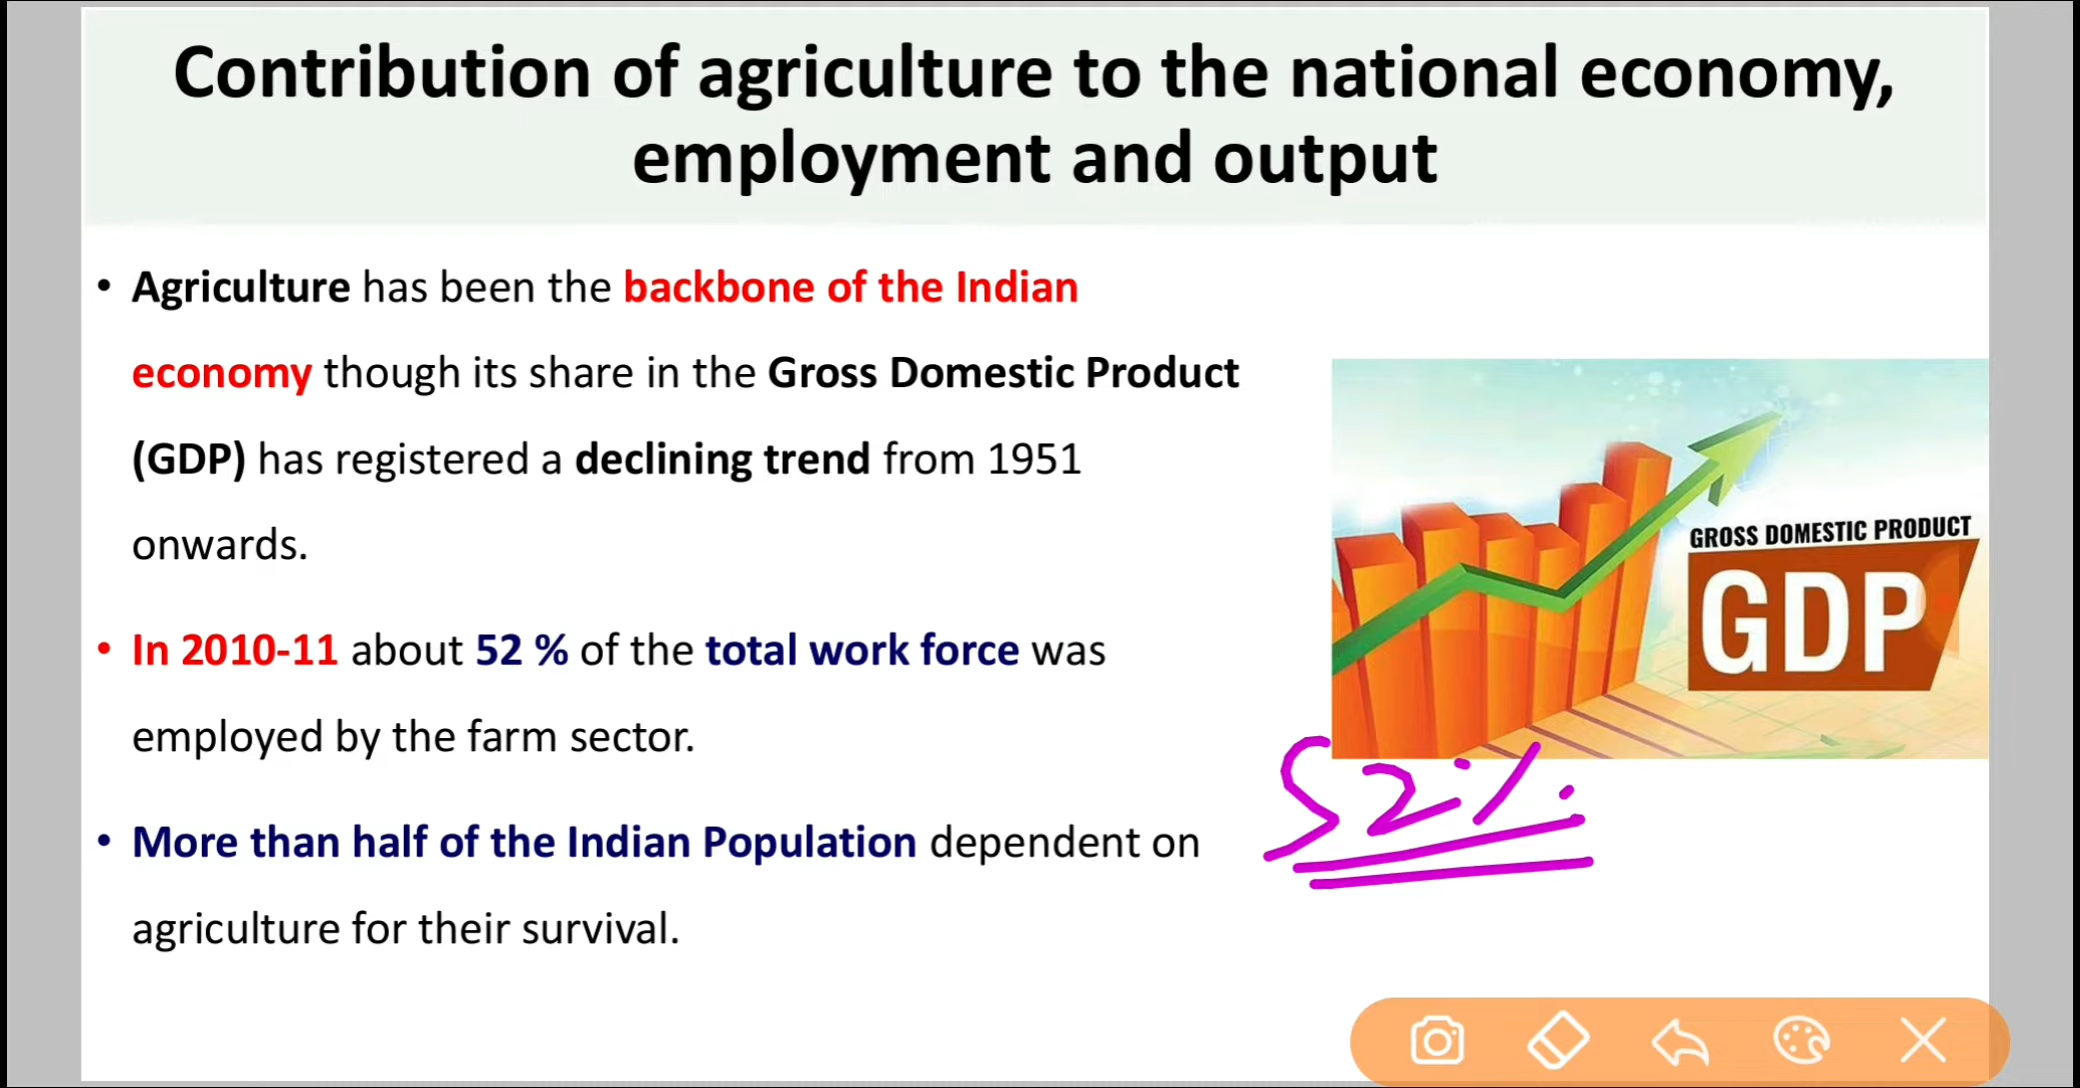 Contribution of agriculture to the national economy,
employment and output
• Agriculture has been the backbone of the Indian
economy though its share in the Gross Domestic Product
(GDP) has registered a declining trend from 1951
onwards.
• In 2010-11 about 52 % of the total work force was
employed by the farm sector.
• More than half of the Indian Population dependent on
agriculture for their survival.
GROSS DOMESTIC PRODUCT
GDP
52%